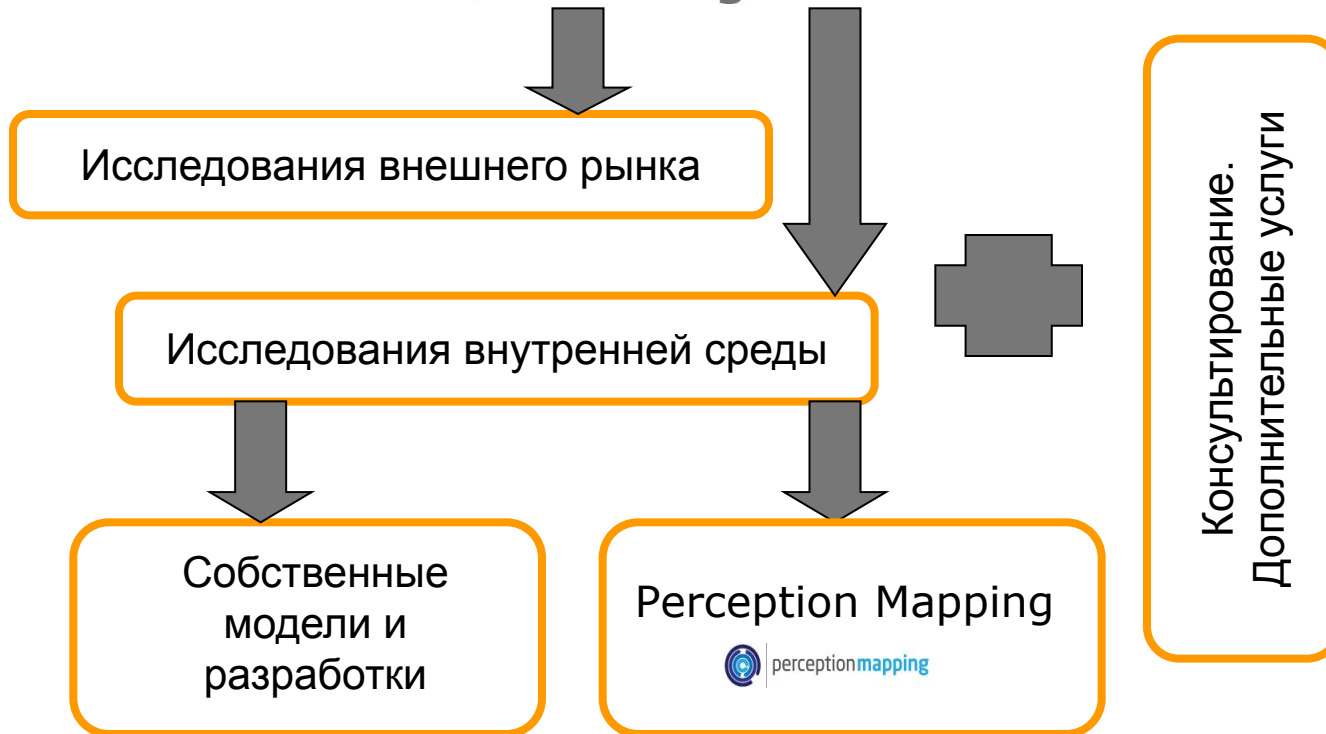 Исследования внешнего рынка
Исследования внутренней среды
Собственные
модели и
разработки
Perception Mapping
perceptionmapping
Консультирование.
Дополнительные услуги